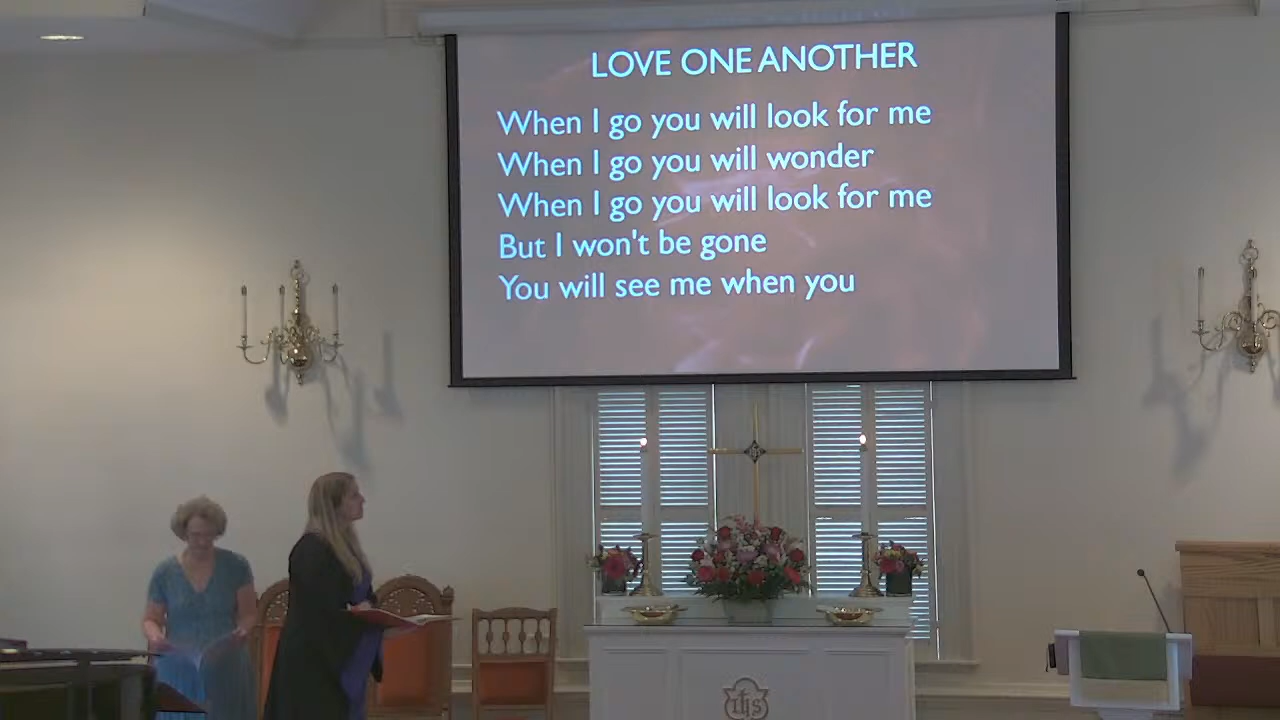 LOVE ONE ANOTHER
When I go you will look for me
When I go you will wonder
When I go you will look for me
But I won't be gone
You will see me when you
ihs